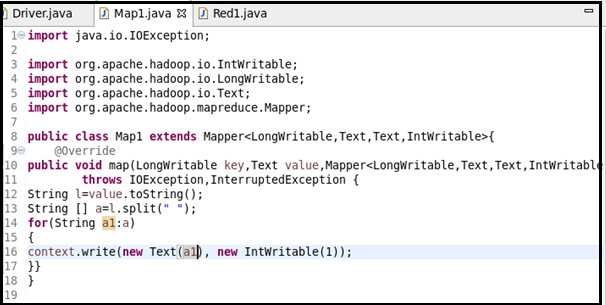 Driver.java Map1.java Red1.java
1 import java.io.IOException;
2
3 import org.apache.hadoop.io.IntWritable;
4 import org.apache.hadoop.io.LongWritable;
5 import org.apache.hadoop.io.Text;
6 import org.apache.hadoop.mapreduce.Mapper;
7
8 public class Map1 extends Mapper<LongWritable,Text,Text,IntWritable>{
9 @Override
10 public void map(LongWritable key,Text value,Mapper<LongWritable,Text,Text,IntWritable
11 throws IOException,InterruptedException {
12 String l=value.toString();
13 String [] a=l.split(" ");
14 for(String a1:a)
15 {
16 context.write(new Text(a1), new IntWritable(1));
17 }}
18 }
19